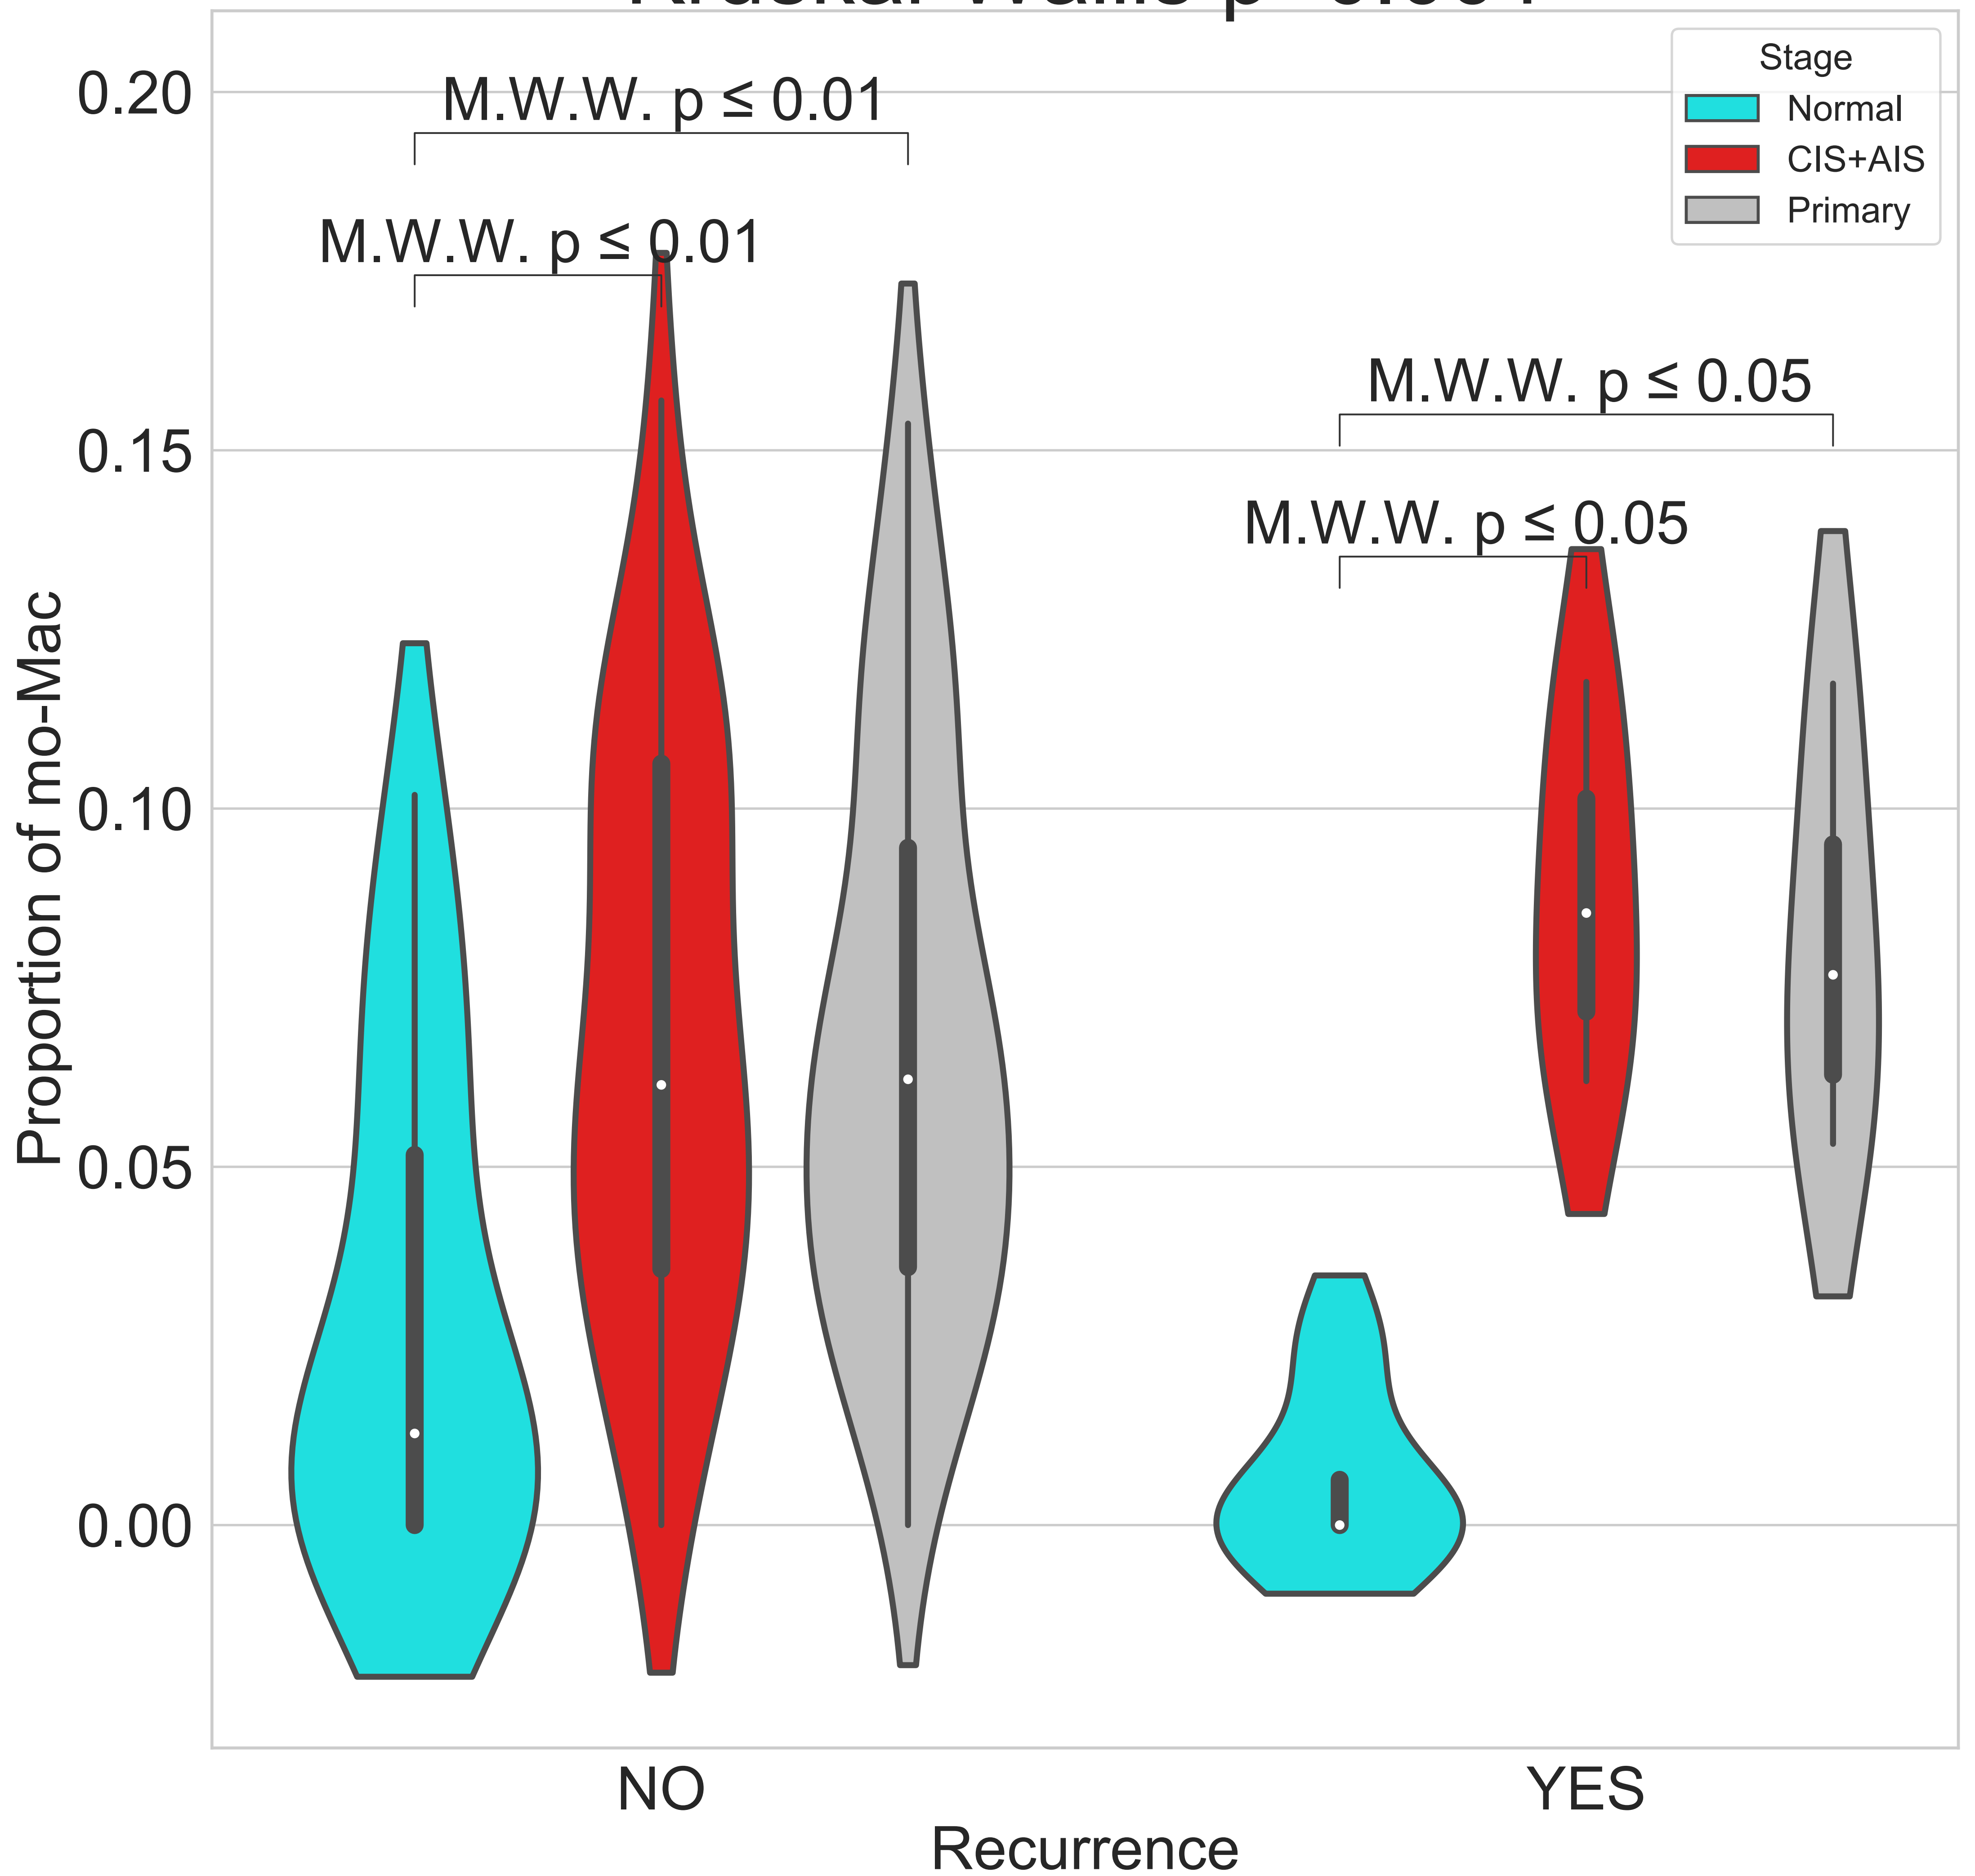 Stage
Normal
CIS+AIS
Primary
M.W.W. p ≤ 0.01
M.W.W. p ≤ 0.01
M.W.W. p ≤ 0.05
M.W.W. p ≤ 0.05
0.20
0.15
0.10
0.05
0.00
Proportion of mo-Mac
NO
YES
Recurrence